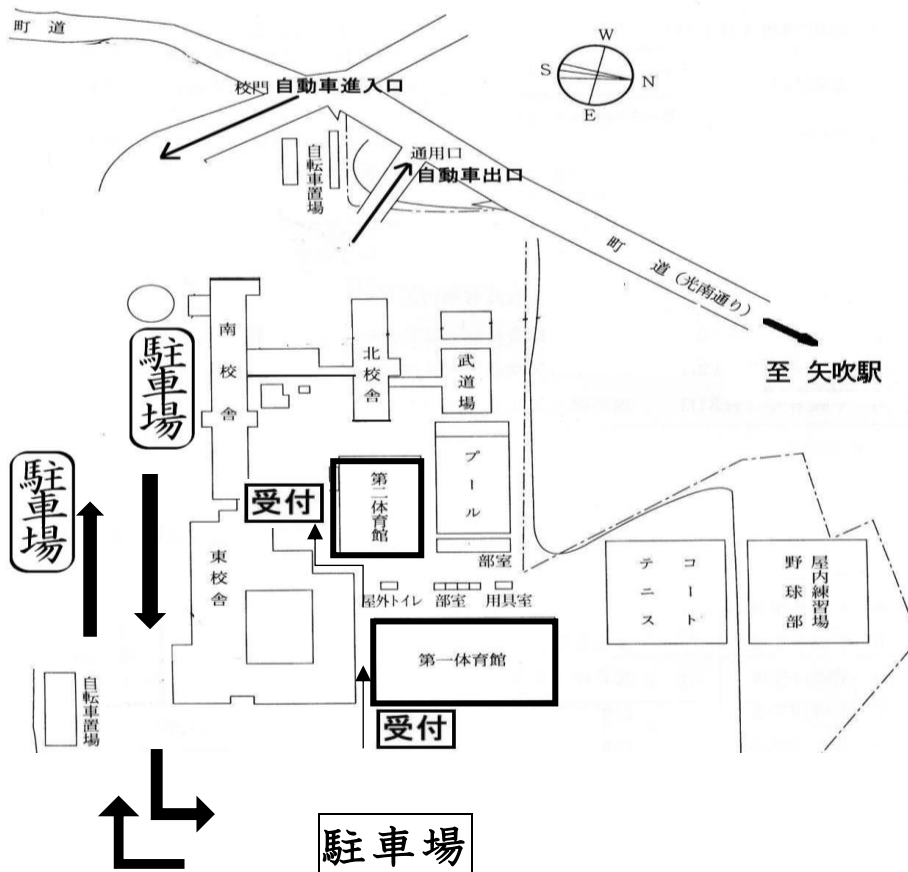 町道
W
S
N
E
校門 自動車進入口
自転車置場
通用口
自動車出口
町道(光南通り)
至 矢吹駅
南校舎
北校舎
武道場
駐車場
駐車場
受付
第二体育館
プール
部室
東校舎
屋外トイレ 部室 用具室
テニスコート
野球部屋内練習場
第一体育館
自転車置場
受付
駐車場